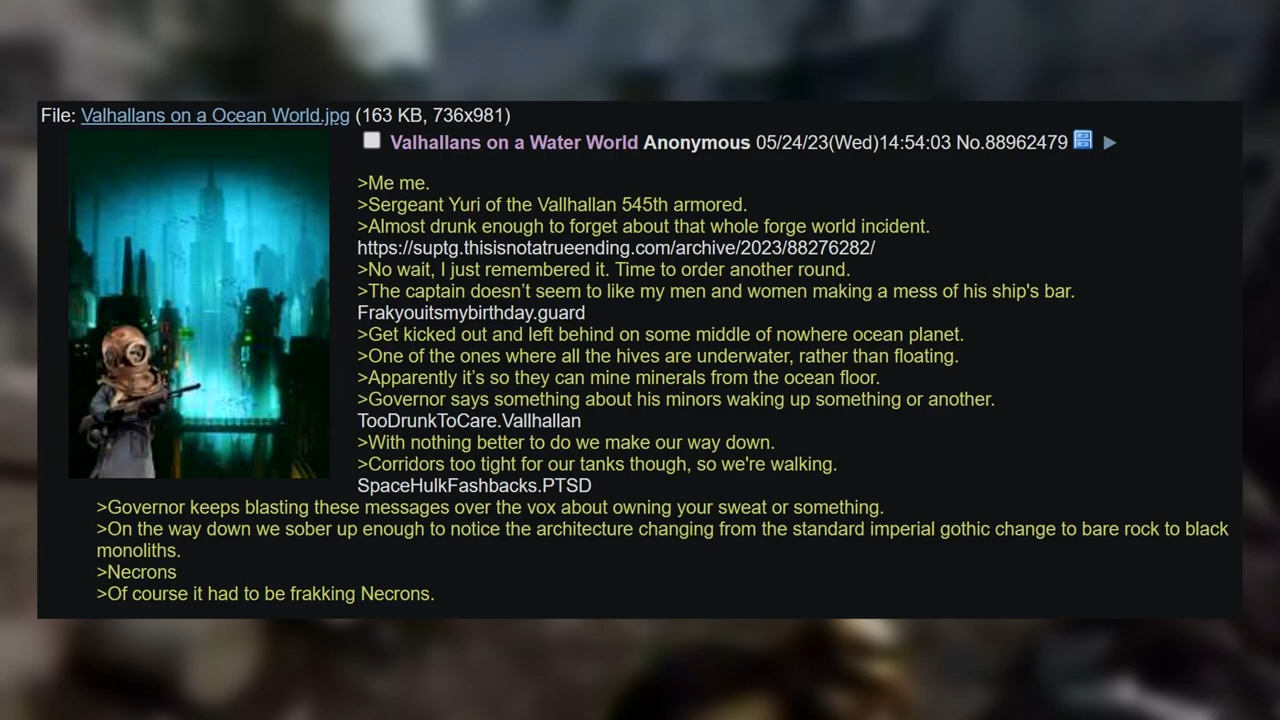 File: Valhallans on a Ocean World.jpg (163 KB, 736x981)
Valhallans on a Water World Anonymous 05/24/23(Wed)14:54:03 No.88962479
>Me me.
>Sergeant Yuri of the Vallhallan 545th armored.
>Almost drunk enough to forget about that whole forge world incident.
https://suptg.thisisnotatrueending.com/archive/2023/88276282/
>No wait, I just remembered it. Time to order another round.
>The captain doesn’t seem to like my men and women making a mess of his ship's bar.
Frakyouitsmybirthday.guard
>Get kicked out and left behind on some middle of nowhere ocean planet.
>One of the ones where all the hives are underwater, rather than floating.
>Apparently it’s so they can mine minerals from the ocean floor.
>Governor says something about his minors waking up something or another.
TooDrunkToCare.Vallhallan
>With nothing better to do we make our way down.
>Corridors too tight for our tanks though, so we're walking.
SpaceHulkFashbacks.PTSD
>Governor keeps blasting these messages over the vox about owning your sweat or something.
>On the way down we sober up enough to notice the architecture changing from the standard imperial gothic change to bare rock to black
monoliths.
>Necrons
>Of course it had to be frakking Necrons.